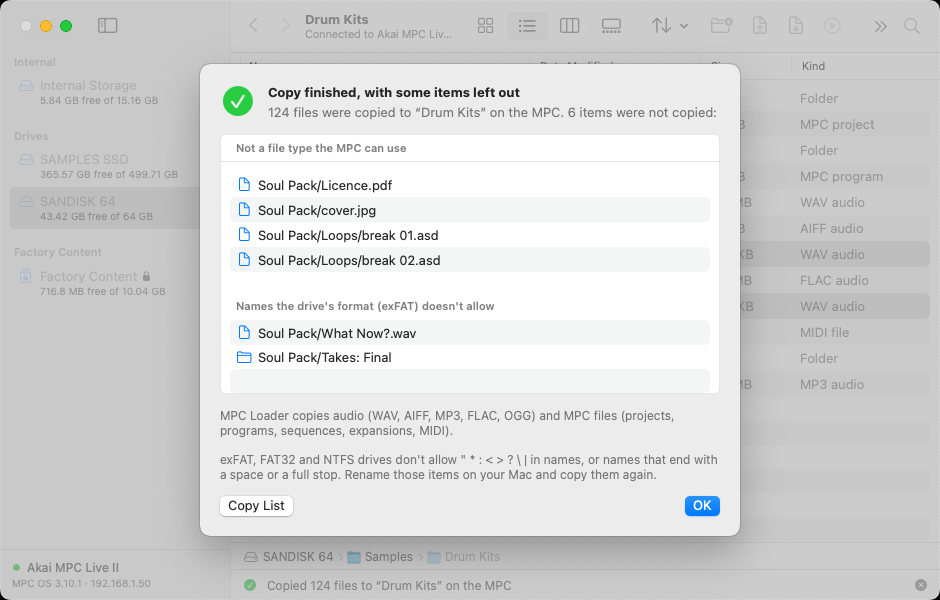 Drum Kits
Connected to Akai MPC Liv...
Internal
Internal Storage
5.84 GB free of 15.16 GB
Drives
SAMPLES SSD
365.57 GB free of 499.71 GB
SANDISK 64
43.42 GB free of 64 GB
Factory Content
Factory Content
716.8 MB free of 10.04 GB
Akai MPC Live II
MPC OS 3.10.1 · 192.168.1.50
Kind
Folder
MPC project
Folder
MPC program
WAV audio
AIFF audio
WAV audio
FLAC audio
WAV audio
MIDI file
Folder
MP3 audio
Copy finished, with some items left out
124 files were copied to “Drum Kits” on the MPC. 6 items were not copied:
Not a file type the MPC can use
Soul Pack/Licence.pdf
Soul Pack/cover.jpg
Soul Pack/Loops/break 01.asd
Soul Pack/Loops/break 02.asd
Names the drive's format (exFAT) doesn't allow
Soul Pack/What Now?.wav
Soul Pack/Takes: Final
MPC Loader copies audio (WAV, AIFF, MP3, FLAC, OGG) and MPC files (projects,
programs, sequences, expansions, MIDI).
exFAT, FAT32 and NTFS drives don't allow " * : < > ? \ | in names, or names that end with
a space or a full stop. Rename those items on your Mac and copy them again.
Copy List
OK
SANDISK 64 › Samples › Drum Kits
Copied 124 files to “Drum Kits” on the MPC